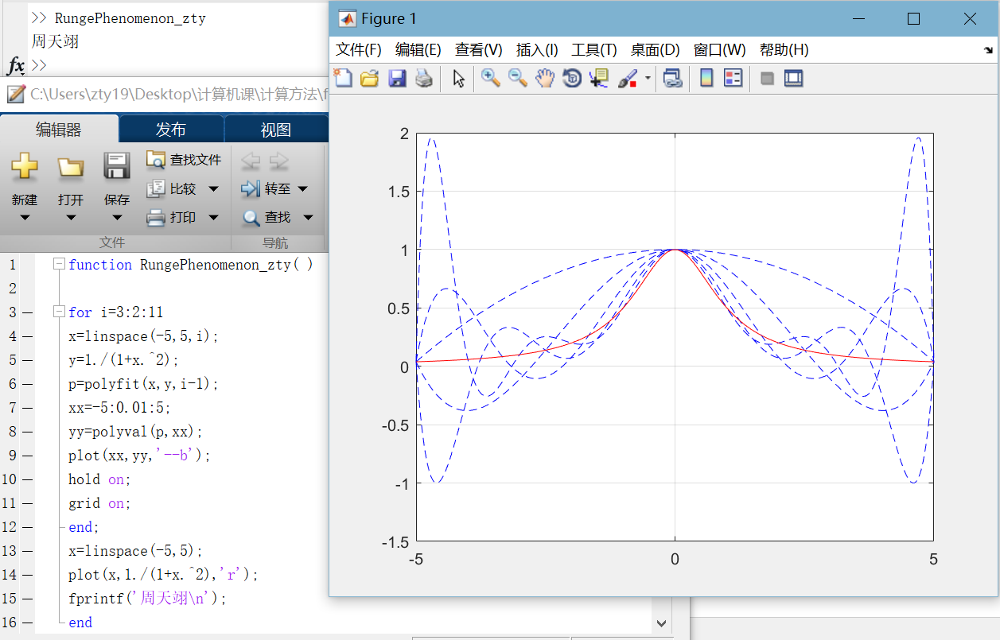 >> RungePhenomenon_zty
周天翊
fx >>
C:\Users\zty19\Desktop\计算机课\计算方法\f
编辑器 发布 视图
新建 打开 保存 查找文件 比较 打印 转至 查找
文件 导航
1 function RungePhenomenon_zty( )
2
3 — for i=3:2:11
4 — x=linspace(-5,5,i);
5 — y=1./(1+x.^2);
6 — p=polyfit(x,y,i-1);
7 — xx=-5:0.01:5;
8 — yy=polyval(p,xx);
9 — plot(xx,yy,'--b');
10 — hold on;
11 — grid on;
12 — end;
13 — x=linspace(-5,5);
14 — plot(x,1./(1+x.^2),'r');
15 — fprintf('周天翊\n');
16 — end
Figure 1
文件(F) 编辑(E) 查看(V) 插入(I) 工具(T) 桌面(D) 窗口(W) 帮助(H)
2
1.5
1
0.5
0
-0.5
-1
-1.5
-5 0 5